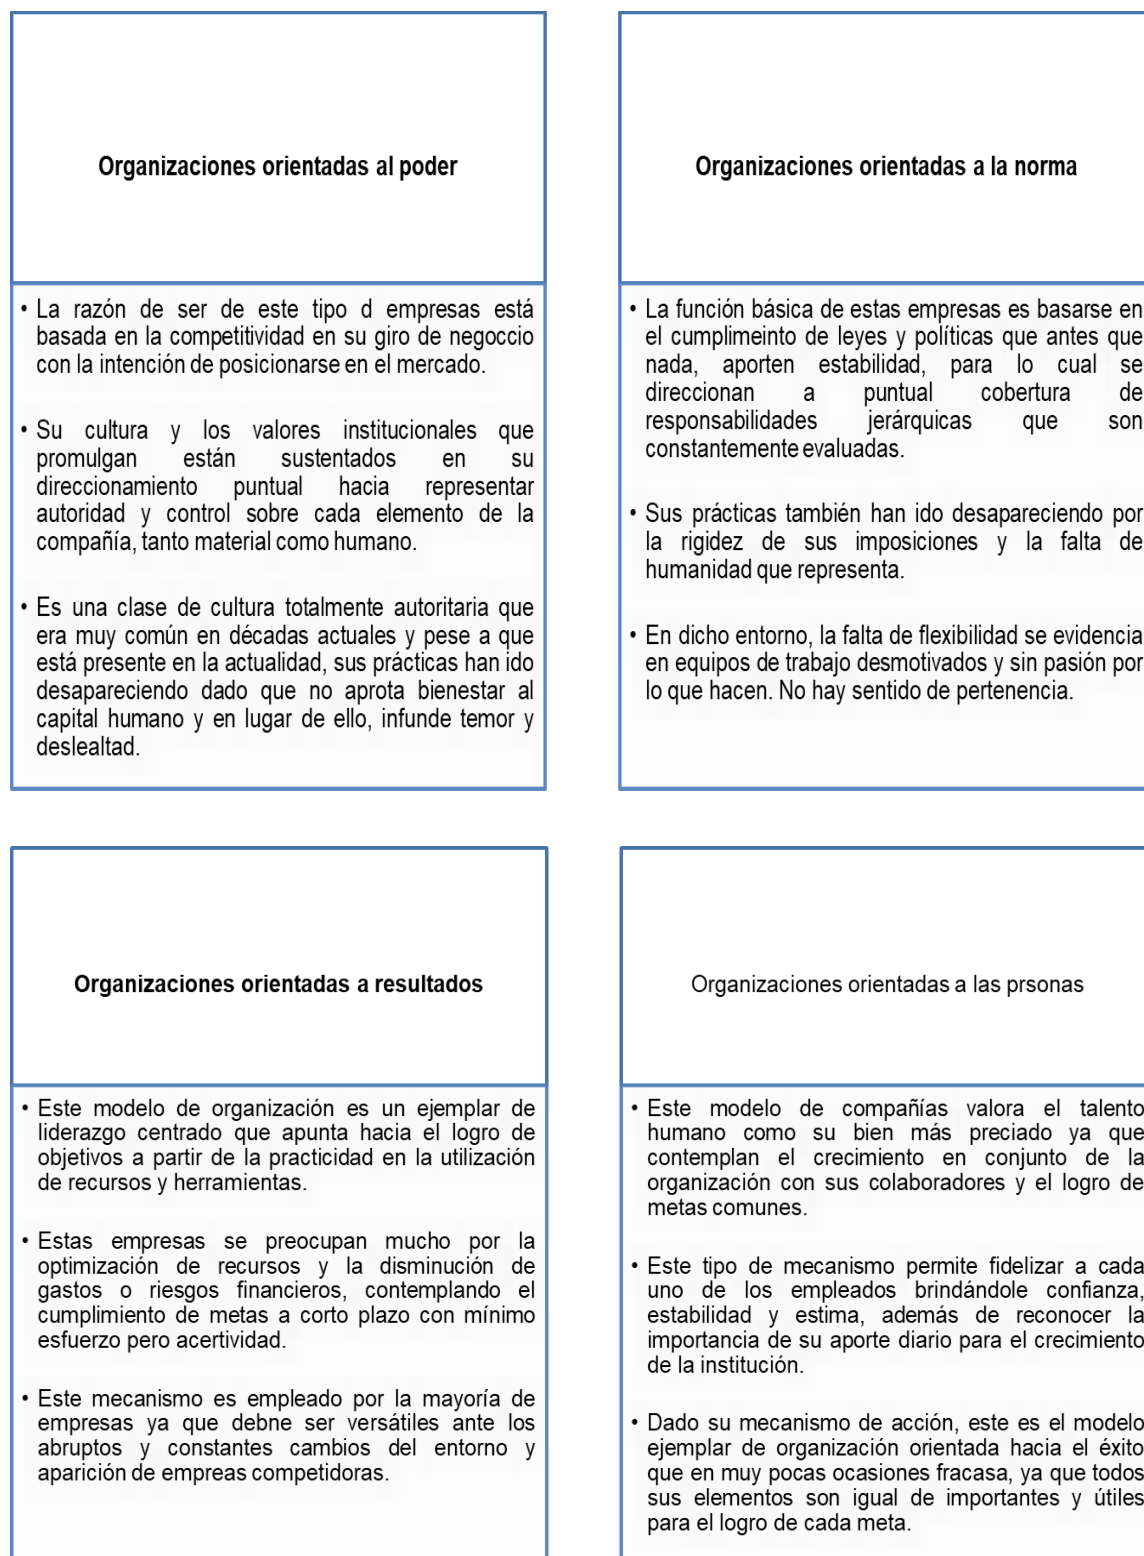 Organizaciones orientadas al poder
• La razón de ser de este tipo d empresas está
basada en la competitividad en su giro de negoccio
con la intención de posicionarse en el mercado.
• Su cultura y los valores institucionales que
promulgan están sustentados en su
direccionamiento puntual hacia representar
autoridad y control sobre cada elemento de la
compañía, tanto material como humano.
• Es una clase de cultura totalmente autoritaria que
era muy común en décadas actuales y pese a que
está presente en la actualidad, sus prácticas han ido
desapareciendo dado que no aprota bienestar al
capital humano y en lugar de ello, infunde temor y
deslealtad.
Organizaciones orientadas a la norma
• La función básica de estas empresas es basarse en
el cumplimeinto de leyes y políticas que antes que
nada, aporten estabilidad, para lo cual se
direccionan a puntual cobertura de
responsabilidades jerárquicas que son
constantemente evaluadas.
• Sus prácticas también han ido desapareciendo por
la rigidez de sus imposiciones y la falta de
humanidad que representa.
• En dicho entorno, la falta de flexibilidad se evidencia
en equipos de trabajo desmotivados y sin pasión por
lo que hacen. No hay sentido de pertenencia.
Organizaciones orientadas a resultados
• Este modelo de organización es un ejemplar de
liderazgo centrado que apunta hacia el logro de
objetivos a partir de la practicidad en la utilización
de recursos y herramientas.
• Estas empresas se preocupan mucho por la
optimización de recursos y la disminución de
gastos o riesgos financieros, contemplando el
cumplimiento de metas a corto plazo con mínimo
esfuerzo pero acertividad.
• Este mecanismo es empleado por la mayoría de
empresas ya que debne ser versátiles ante los
abruptos y constantes cambios del entorno y
aparición de empreas competidoras.
Organizaciones orientadas a las prsonas
• Este modelo de compañías valora el talento
humano como su bien más preciado ya que
contemplan el crecimiento en conjunto de la
organización con sus colaboradores y el logro de
metas comunes.
• Este tipo de mecanismo permite fidelizar a cada
uno de los empleados brindándole confianza,
estabilidad y estima, además de reconocer la
importancia de su aporte diario para el crecimiento
de la institución.
• Dado su mecanismo de acción, este es el modelo
ejemplar de organización orientada hacia el éxito
que en muy pocas ocasiones fracasa, ya que todos
sus elementos son igual de importantes y útiles
para el logro de cada meta.